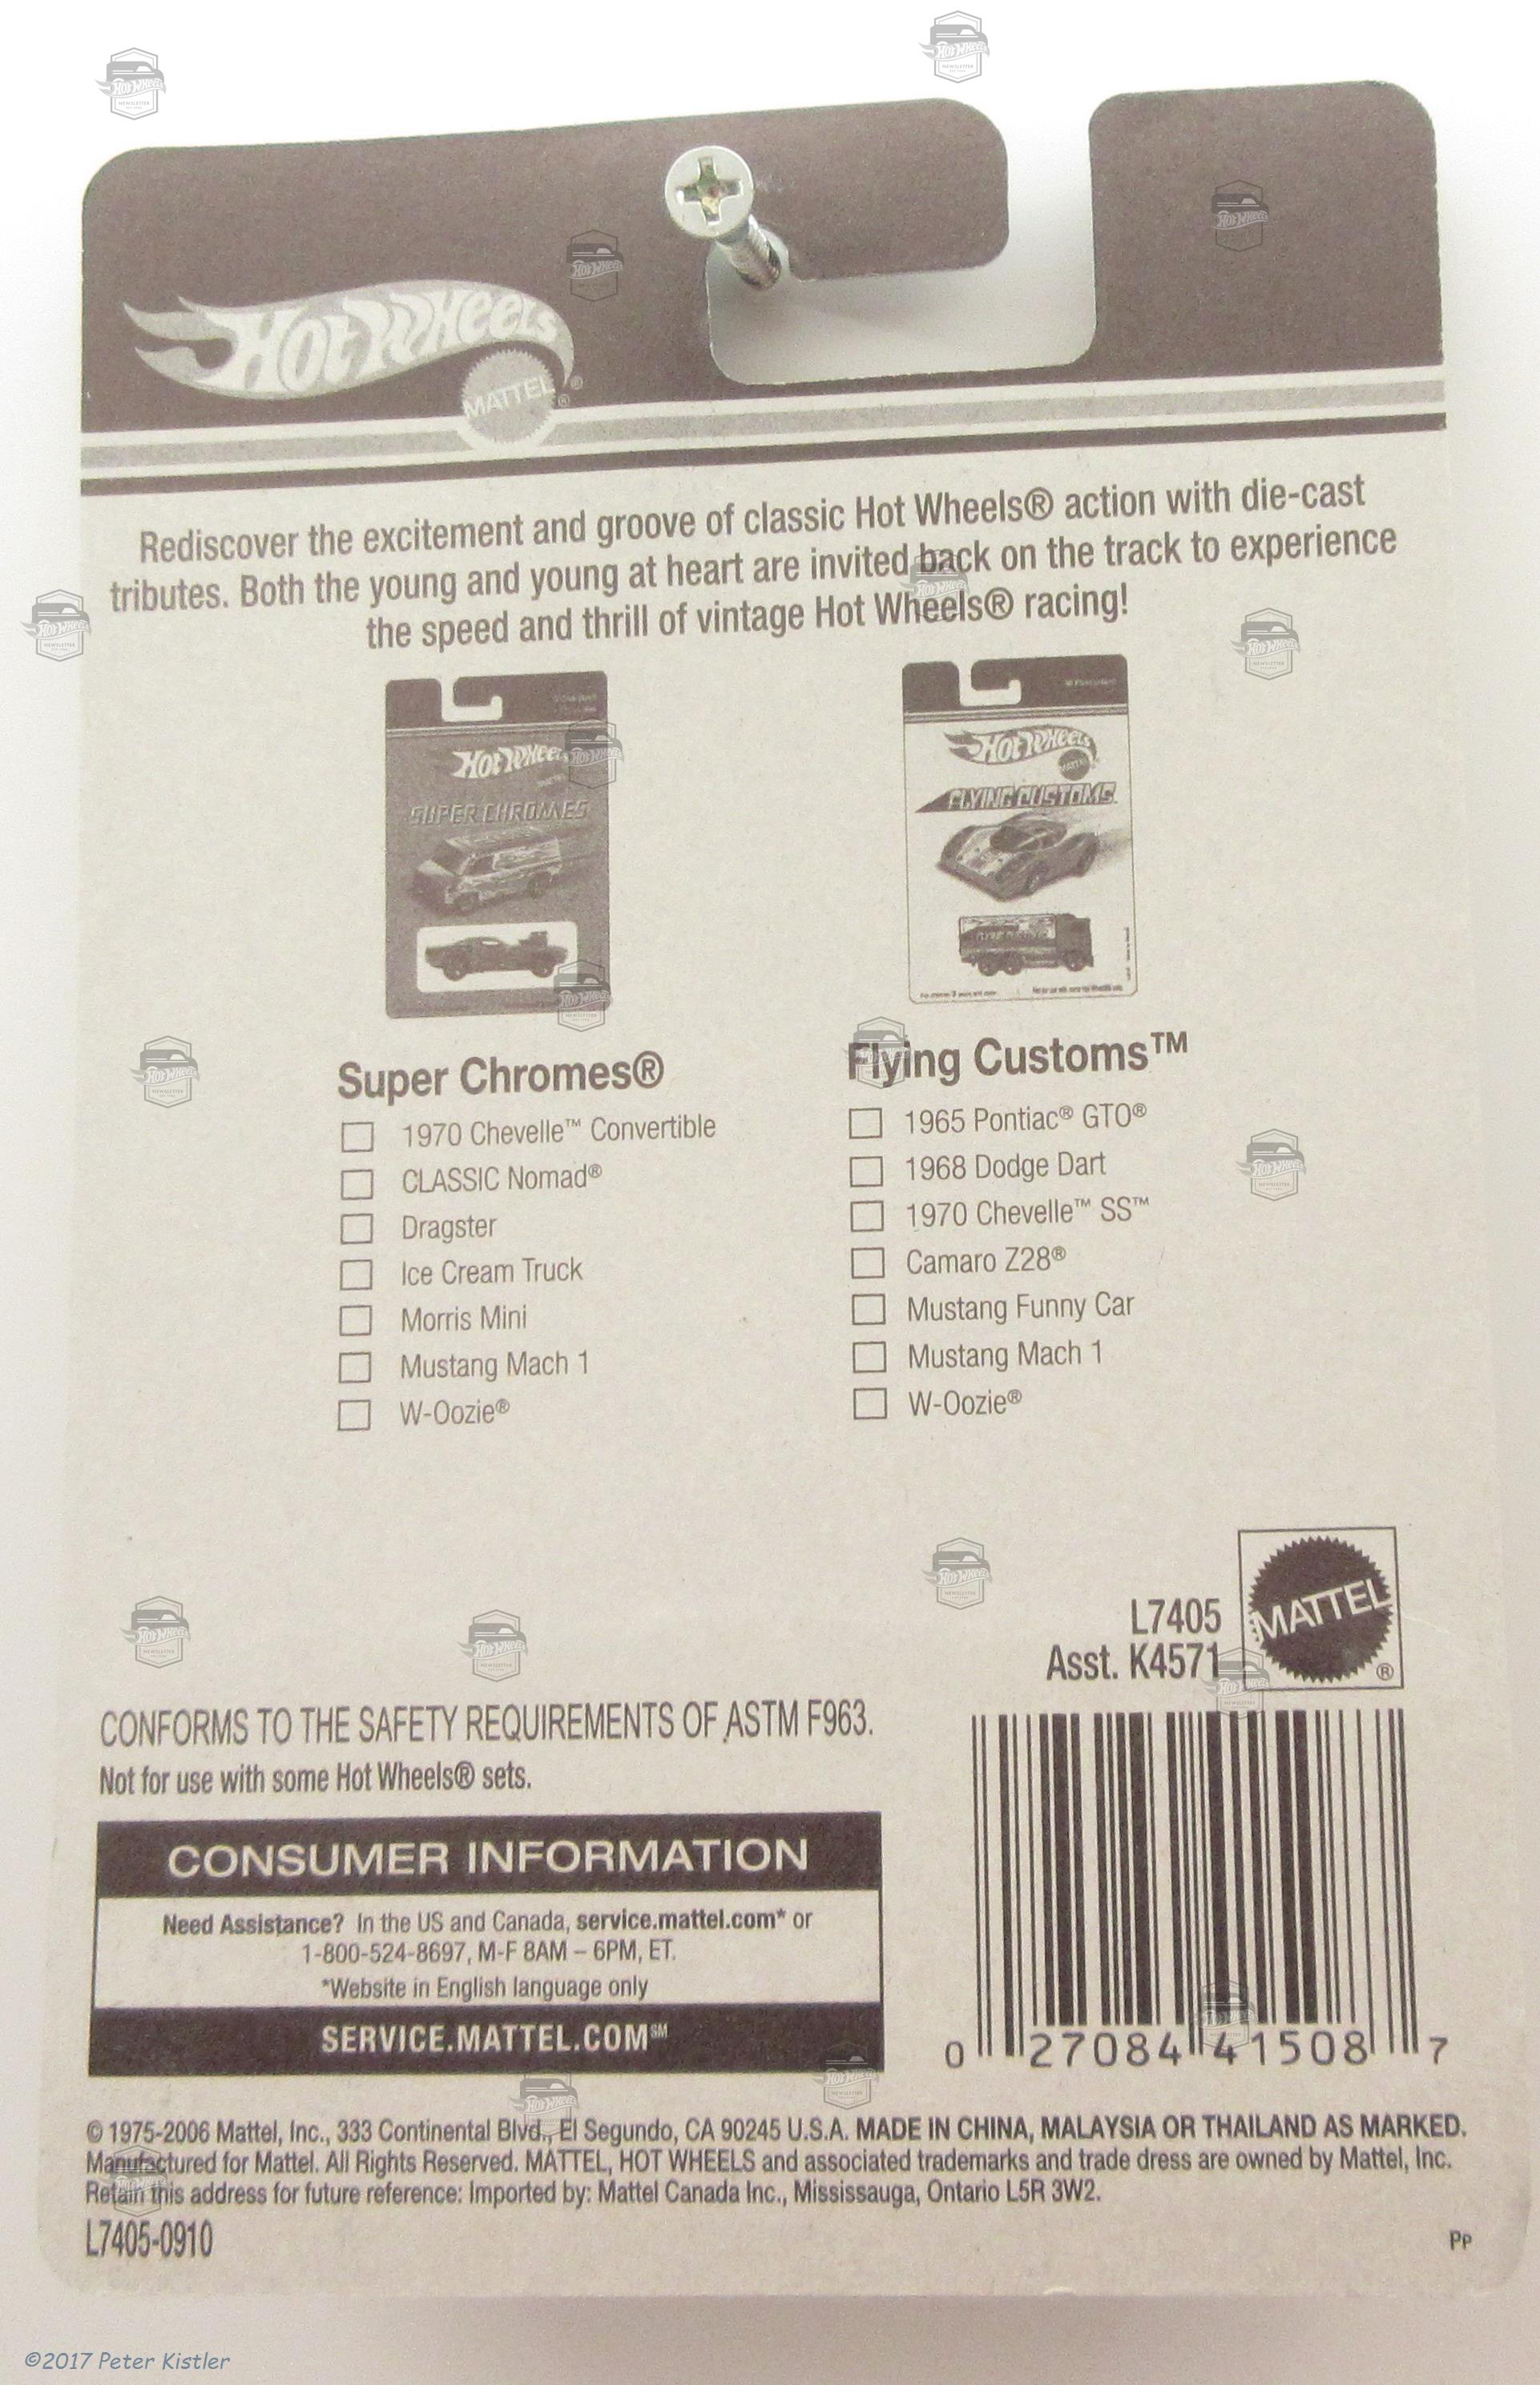 HOT WHEELS
MATTEL®
®
Rediscover the excitement and groove of classic Hot Wheels® action with die-cast
tributes. Both the young and young at heart are invited back on the track to experience
the speed and thrill of vintage Hot Wheels® racing!
HOT WHEELS
SUPER CHROMES
HOT WHEELS
MATTEL
FLYING CUSTOMS
Super Chromes®
1970 Chevelle™ Convertible
CLASSIC Nomad®
Dragster
Ice Cream Truck
Morris Mini
Mustang Mach 1
W-Oozie®
Flying Customs™
1965 Pontiac® GTO®
1968 Dodge Dart
1970 Chevelle™ SS™
Camaro Z28®
Mustang Funny Car
Mustang Mach 1
W-Oozie®
L7405
Asst. K4571
MATTEL
®
CONFORMS TO THE SAFETY REQUIREMENTS OF ASTM F963.
Not for use with some Hot Wheels® sets.
CONSUMER INFORMATION
Need Assistance? In the US and Canada, service.mattel.com* or
1-800-524-8697, M-F 8AM – 6PM, ET.
*Website in English language only
SERVICE.MATTEL.COM℠
0 27084 41508 7
© 1975-2006 Mattel, Inc., 333 Continental Blvd., El Segundo, CA 90245 U.S.A. MADE IN CHINA, MALAYSIA OR THAILAND AS MARKED.
Manufactured for Mattel. All Rights Reserved. MATTEL, HOT WHEELS and associated trademarks and trade dress are owned by Mattel, Inc.
Retain this address for future reference: Imported by: Mattel Canada Inc., Mississauga, Ontario L5R 3W2.
L7405-0910
PP
©2017 Peter Kistler